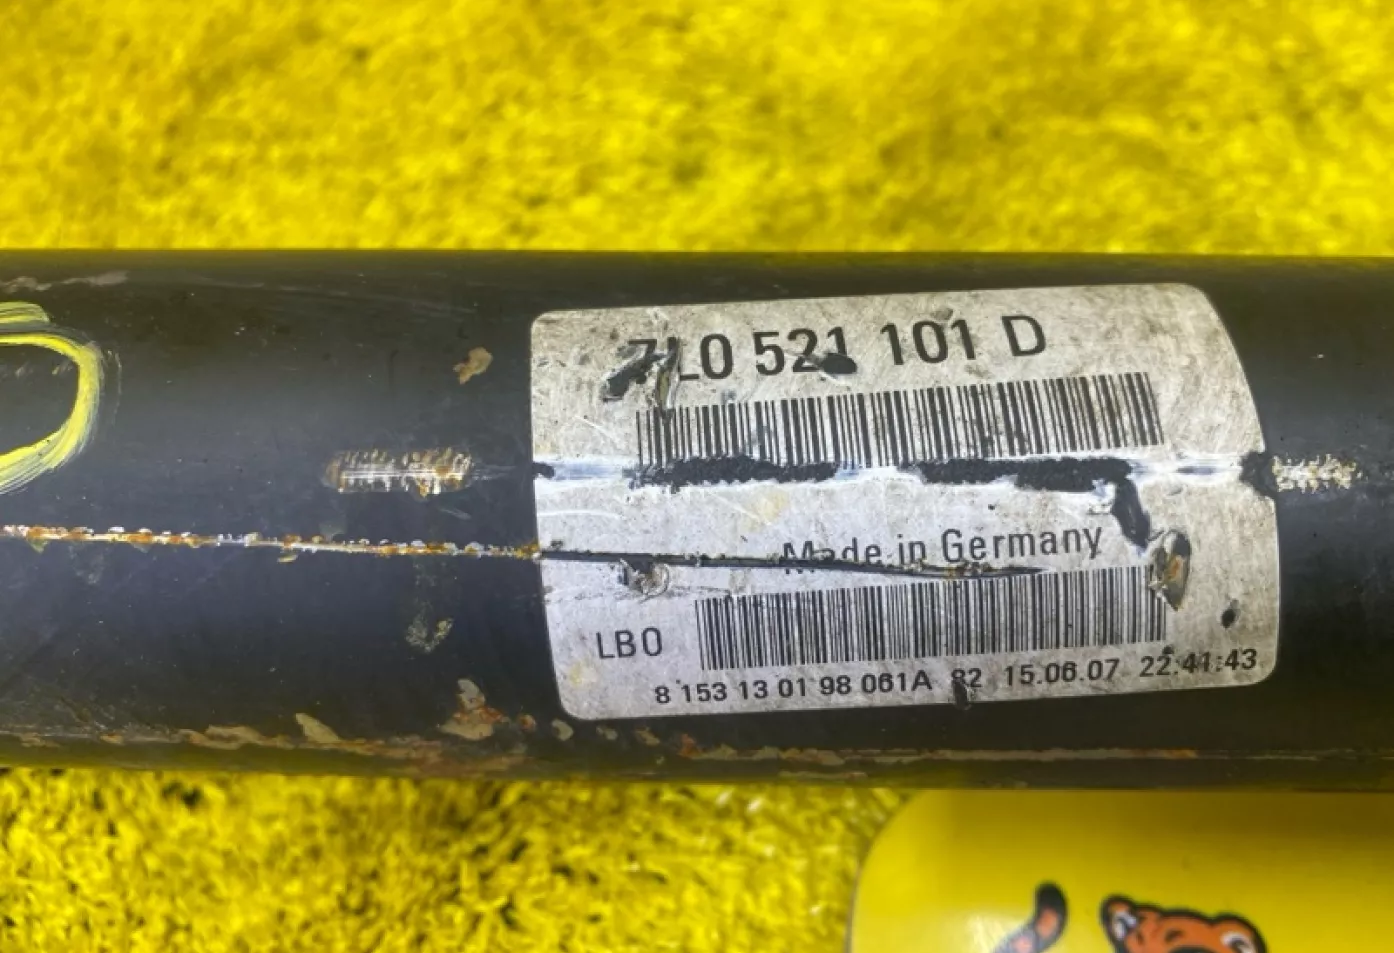 7L0 521 101 D
Made in Germany
LB0
8 153 13 01 98 061A 82 15.06.07 22:41:43